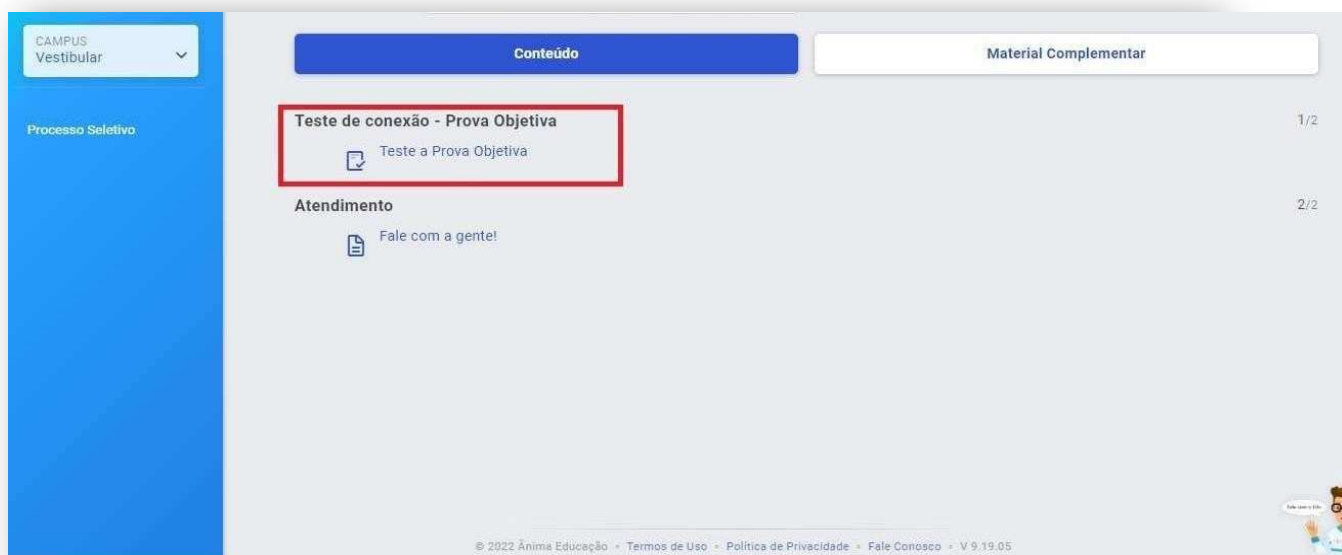 CAMPUS
Vestibular
Processo Seletivo
Conteúdo
Material Complementar
Teste de conexão - Prova Objetiva
1/2
Teste a Prova Objetiva
Atendimento
2/2
Fale com a gente!
© 2022 Ânima Educação • Termos de Uso • Política de Privacidade • Fale Conosco • V 9.19.05